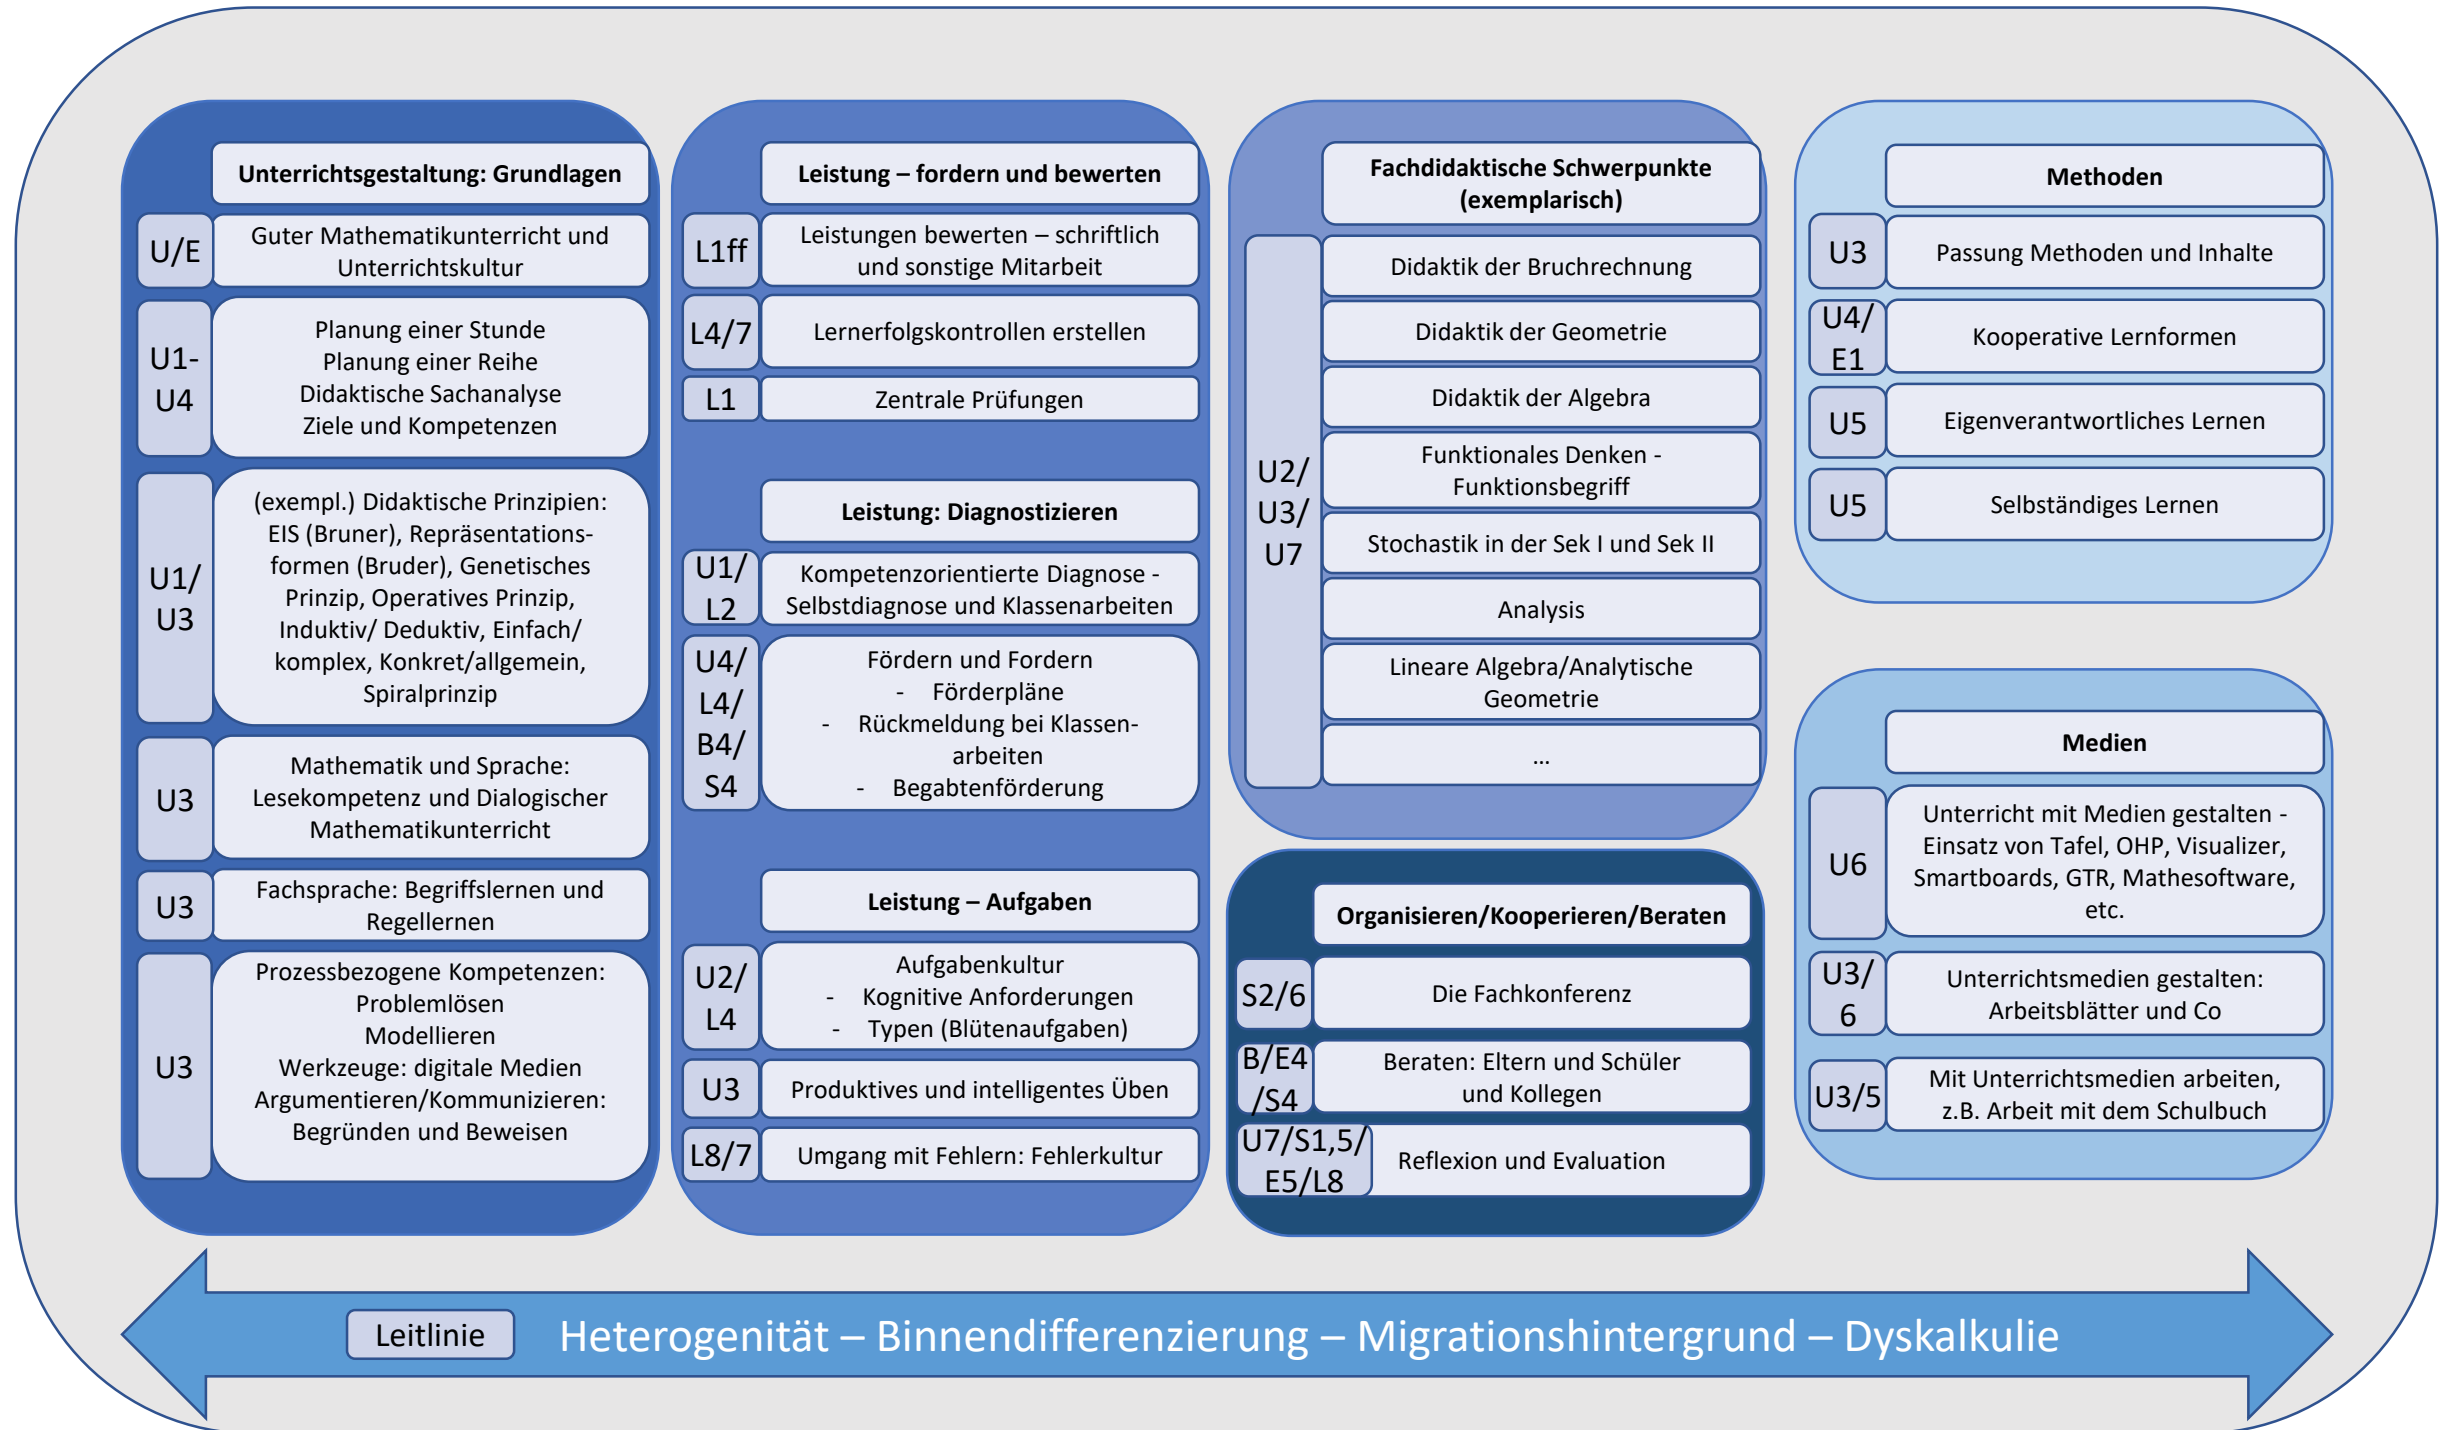 Unterrichtsgestaltung: Grundlagen
U/E
Guter Mathematikunterricht und
Unterrichtskultur
U1-
U4
Planung einer Stunde
Planung einer Reihe
Didaktische Sachanalyse
Ziele und Kompetenzen
U1/
U3
(exempl.) Didaktische Prinzipien:
EIS (Bruner), Repräsentations-
formen (Bruder), Genetisches
Prinzip, Operatives Prinzip,
Induktiv/ Deduktiv, Einfach/
komplex, Konkret/allgemein,
Spiralprinzip
U3
Mathematik und Sprache:
Lesekompetenz und Dialogischer
Mathematikunterricht
U3
Fachsprache: Begriffslernen und
Regellernen
U3
Prozessbezogene Kompetenzen:
Problemlösen
Modellieren
Werkzeuge: digitale Medien
Argumentieren/Kommunizieren:
Begründen und Beweisen
Leistung – fordern und bewerten
L1ff
Leistungen bewerten – schriftlich
und sonstige Mitarbeit
L4/7
Lernerfolgskontrollen erstellen
L1
Zentrale Prüfungen
Leistung: Diagnostizieren
U1/
L2
Kompetenzorientierte Diagnose -
Selbstdiagnose und Klassenarbeiten
U4/
L4/
B4/
S4
Fördern und Fordern
- Förderpläne
- Rückmeldung bei Klassen-
arbeiten
- Begabtenförderung
Leistung – Aufgaben
U2/
L4
Aufgabenkultur
- Kognitive Anforderungen
- Typen (Blütenaufgaben)
U3
Produktives und intelligentes Üben
L8/7
Umgang mit Fehlern: Fehlerkultur
Fachdidaktische Schwerpunkte
(exemplarisch)
U2/
U3/
U7
Didaktik der Bruchrechnung
Didaktik der Geometrie
Didaktik der Algebra
Funktionales Denken -
Funktionsbegriff
Stochastik in der Sek I und Sek II
Analysis
Lineare Algebra/Analytische
Geometrie
...
Organisieren/Kooperieren/Beraten
S2/6
Die Fachkonferenz
B/E4
/S4
Beraten: Eltern und Schüler
und Kollegen
U7/S1,5/
E5/L8
Reflexion und Evaluation
Methoden
U3
Passung Methoden und Inhalte
U4/
E1
Kooperative Lernformen
U5
Eigenverantwortliches Lernen
U5
Selbständiges Lernen
Medien
U6
Unterricht mit Medien gestalten -
Einsatz von Tafel, OHP, Visualizer,
Smartboards, GTR, Mathesoftware,
etc.
U3/
6
Unterrichtsmedien gestalten:
Arbeitsblätter und Co
U3/5
Mit Unterrichtsmedien arbeiten,
z.B. Arbeit mit dem Schulbuch
Leitlinie
Heterogenität – Binnendifferenzierung – Migrationshintergrund – Dyskalkulie